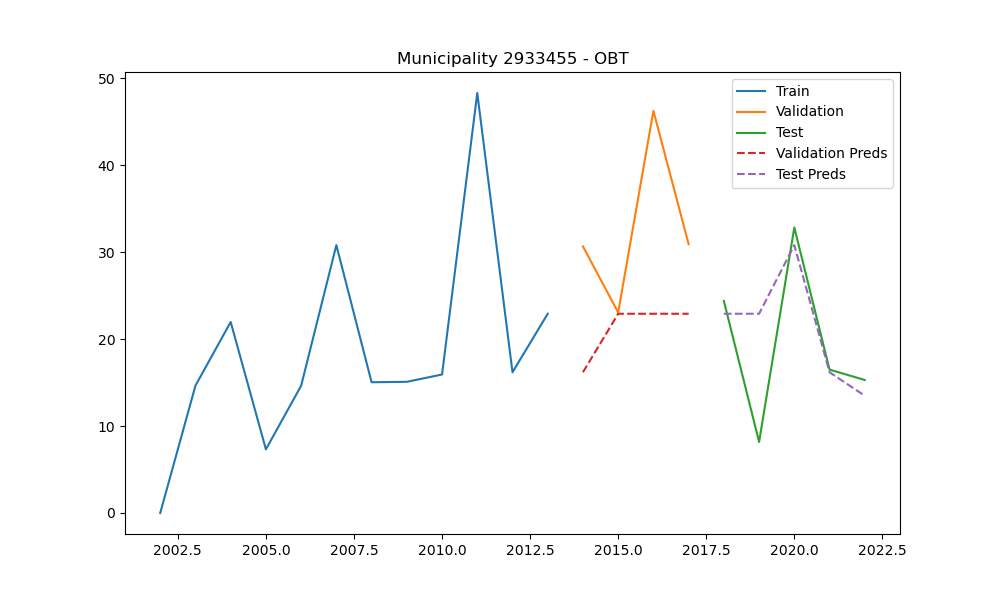 Municipality 2933455 - OBT
50
40
30
20
10
0
2002.5 2005.0 2007.5 2010.0 2012.5 2015.0 2017.5 2020.0 2022.5
Train
Validation
Test
Validation Preds
Test Preds